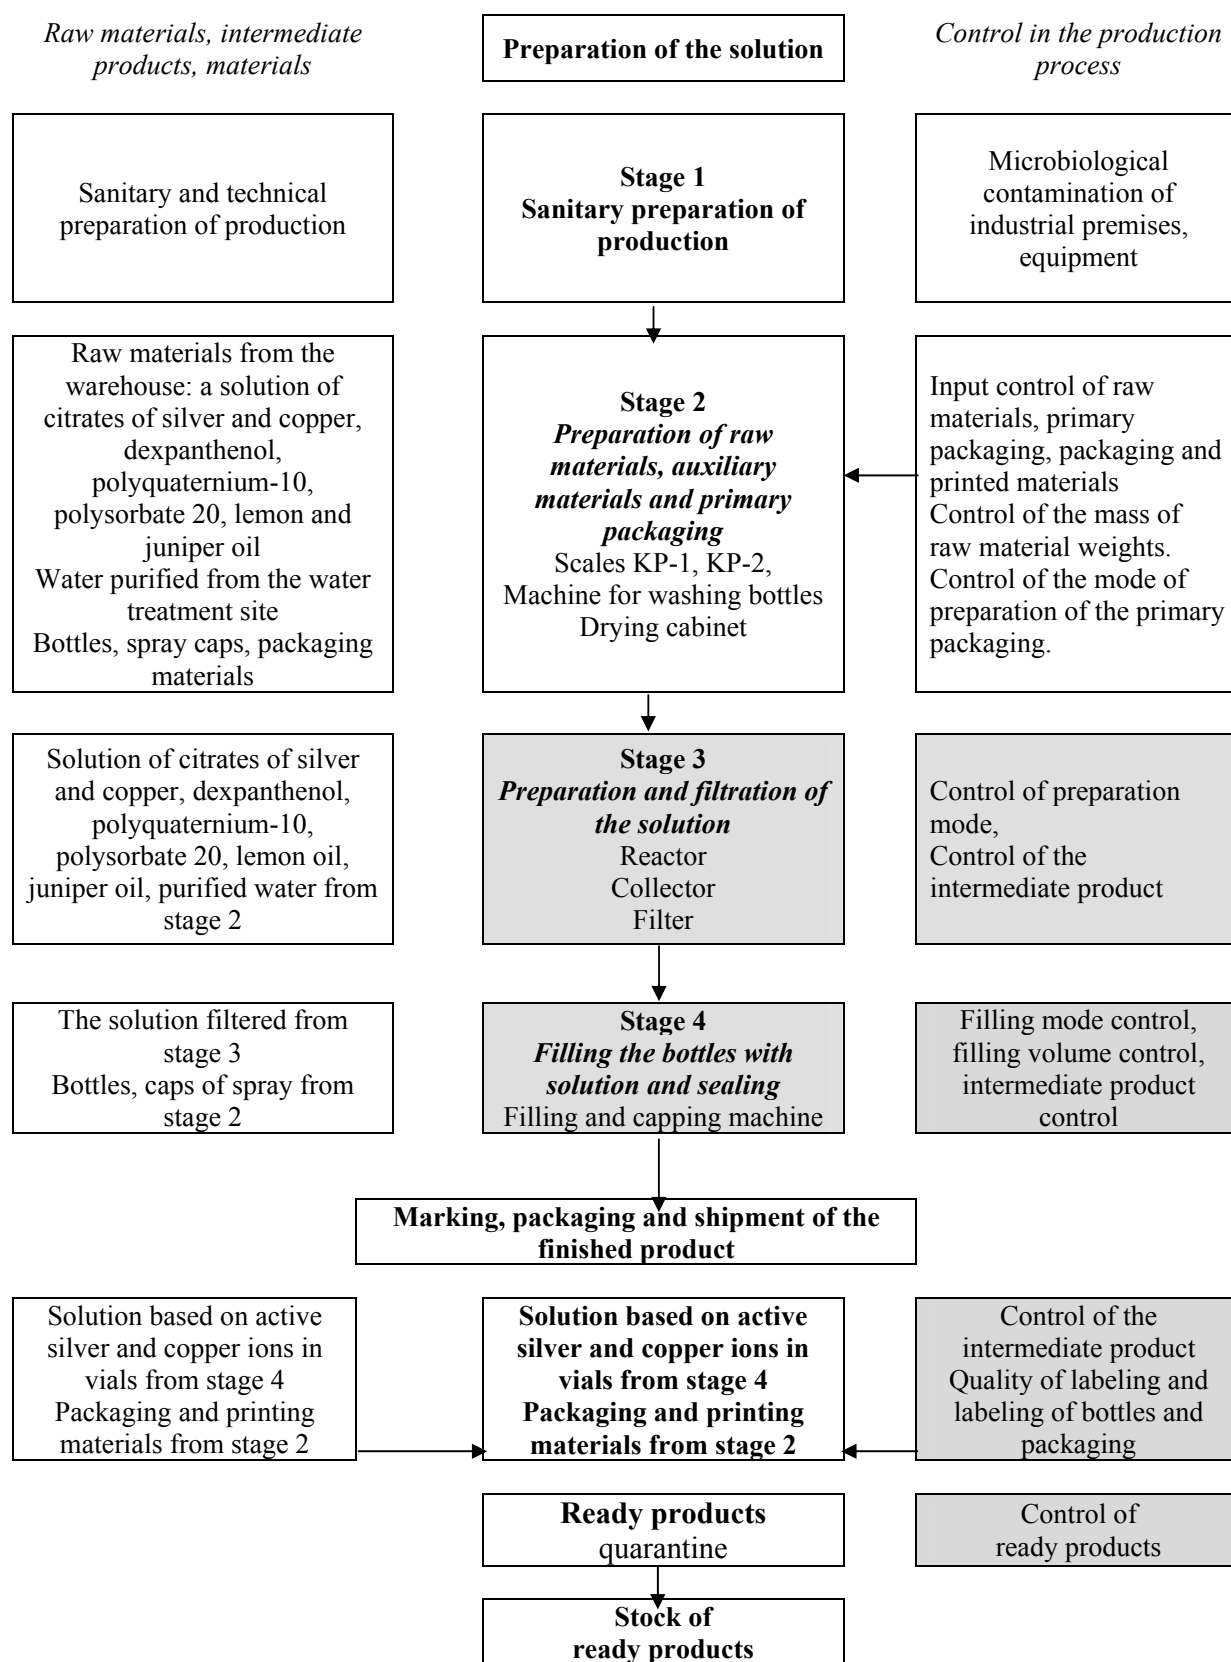 Raw materials, intermediate
products, materials
Preparation of the solution
Control in the production
process
Sanitary and technical
preparation of production
Stage 1
Sanitary preparation of
production
Microbiological
contamination of
industrial premises,
equipment
Raw materials from the
warehouse: a solution of
citrates of silver and copper,
dexpanthenol,
polyquaternium-10,
polysorbate 20, lemon and
juniper oil
Water purified from the water
treatment site
Bottles, spray caps, packaging
materials
Stage 2
Preparation of raw
materials, auxiliary
materials and primary
packaging
Scales KP-1, KP-2,
Machine for washing bottles
Drying cabinet
Input control of raw
materials, primary
packaging, packaging and
printed materials
Control of the mass of
raw material weights.
Control of the mode of
preparation of the primary
packaging.
Solution of citrates of silver
and copper, dexpanthenol,
polyquaternium-10,
polysorbate 20, lemon oil,
juniper oil, purified water from
stage 2
Stage 3
Preparation and filtration of
the solution
Reactor
Collector
Filter
Control of preparation
mode,
Control of the
intermediate product
The solution filtered from
stage 3
Bottles, caps of spray from
stage 2
Stage 4
Filling the bottles with
solution and sealing
Filling and capping machine
Filling mode control,
filling volume control,
intermediate product
control
Marking, packaging and shipment of the
finished product
Solution based on active
silver and copper ions in
vials from stage 4
Packaging and printing
materials from stage 2
Solution based on active
silver and copper ions in
vials from stage 4
Packaging and printing
materials from stage 2
Control of the
intermediate product
Quality of labeling and
labeling of bottles and
packaging
Ready products
quarantine
Control of
ready products
Stock of
ready products